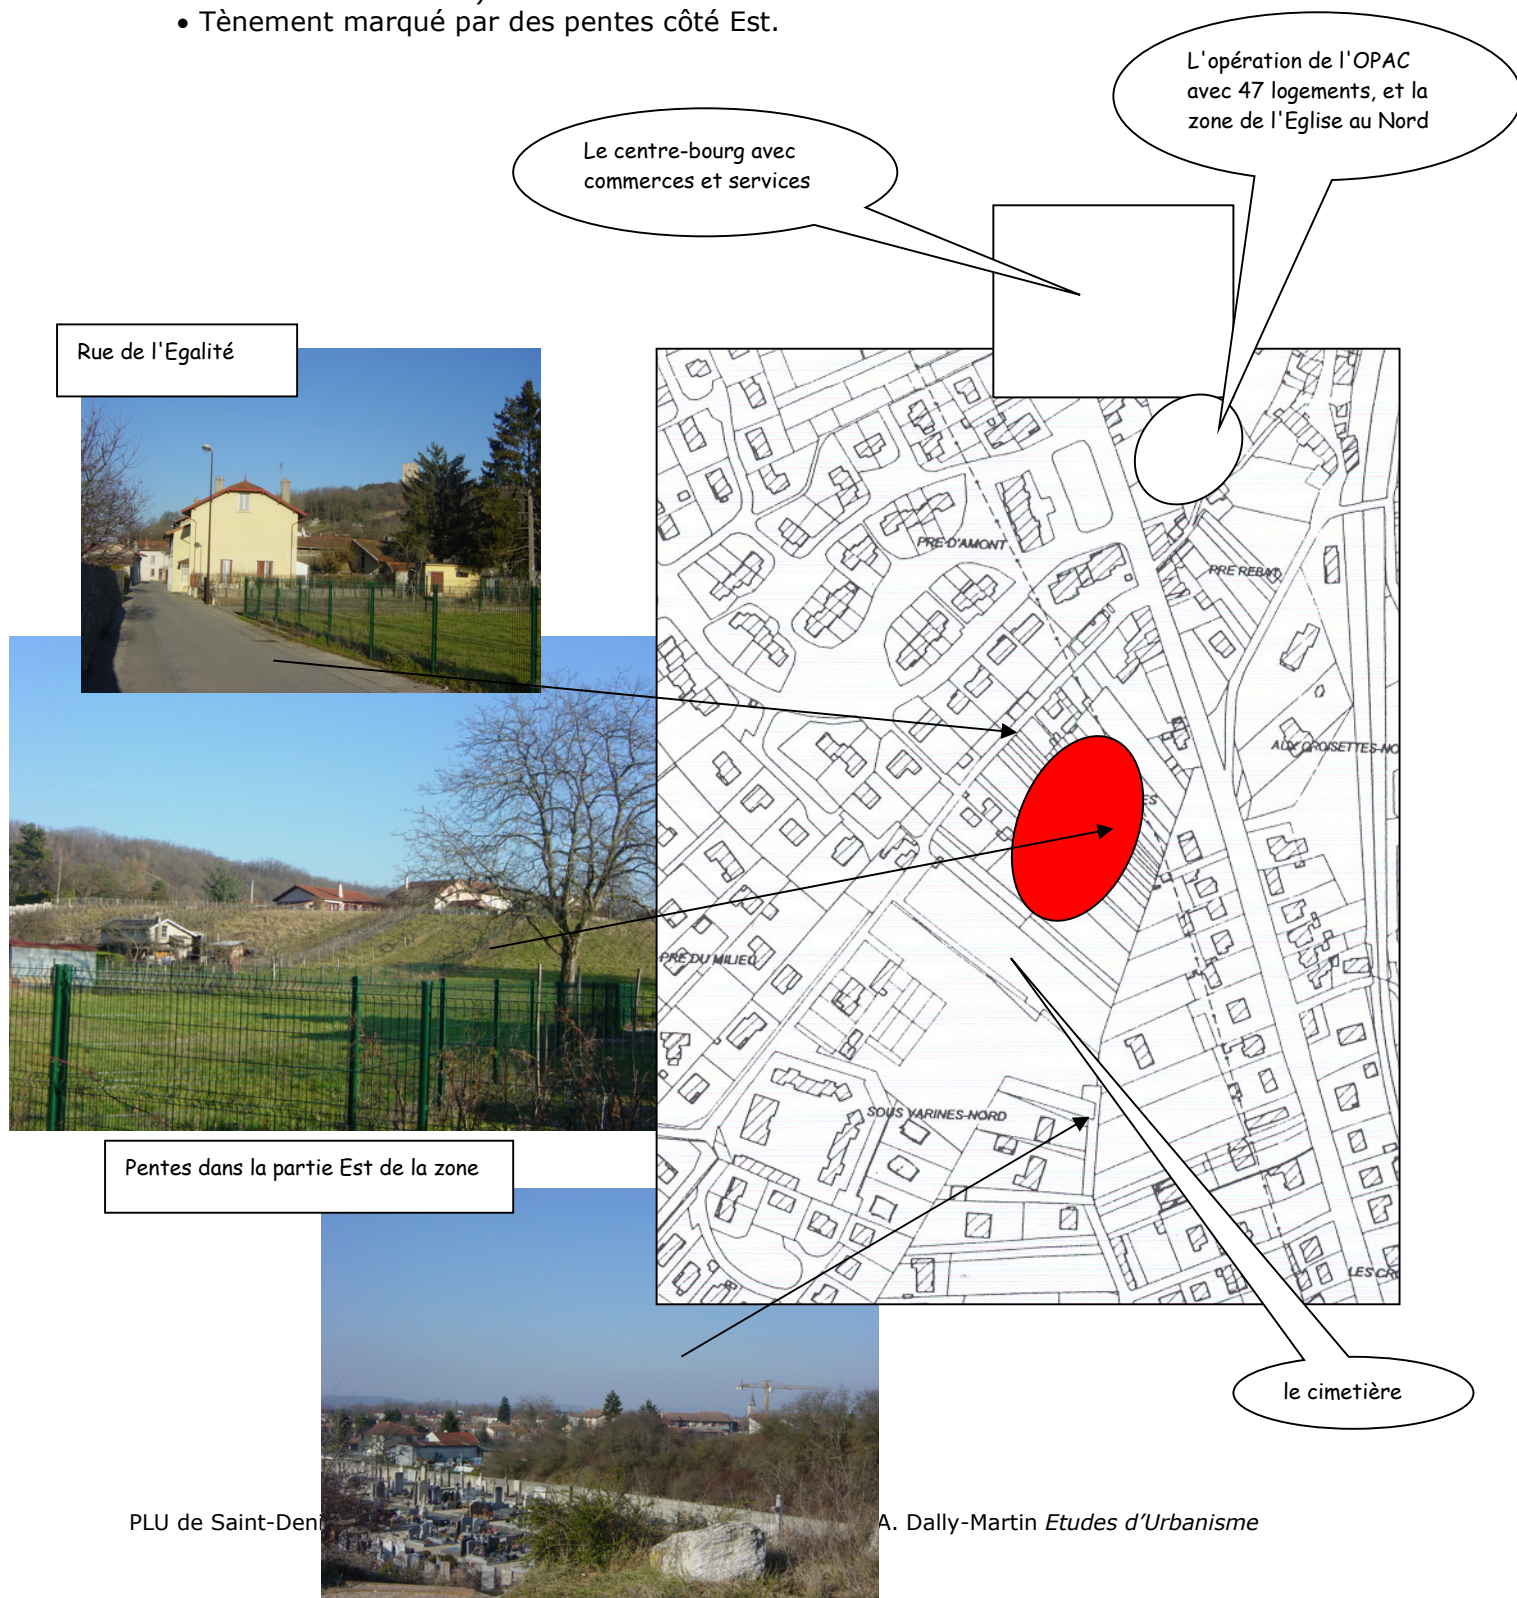 • Tènement marqué par des pentes côté Est.
L'opération de l'OPAC
avec 47 logements, et la
zone de l'Eglise au Nord
Le centre-bourg avec
commerces et services
Rue de l'Egalité
PRE D'AMONT
PRE REBAT
AUX CROISETTES-NO
ES
PRE DU MILIEU
SOUS VARINES-NORD
LES CR
Pentes dans la partie Est de la zone
le cimetière
PLU de Saint-Deni
A. Dally-Martin Etudes d'Urbanisme